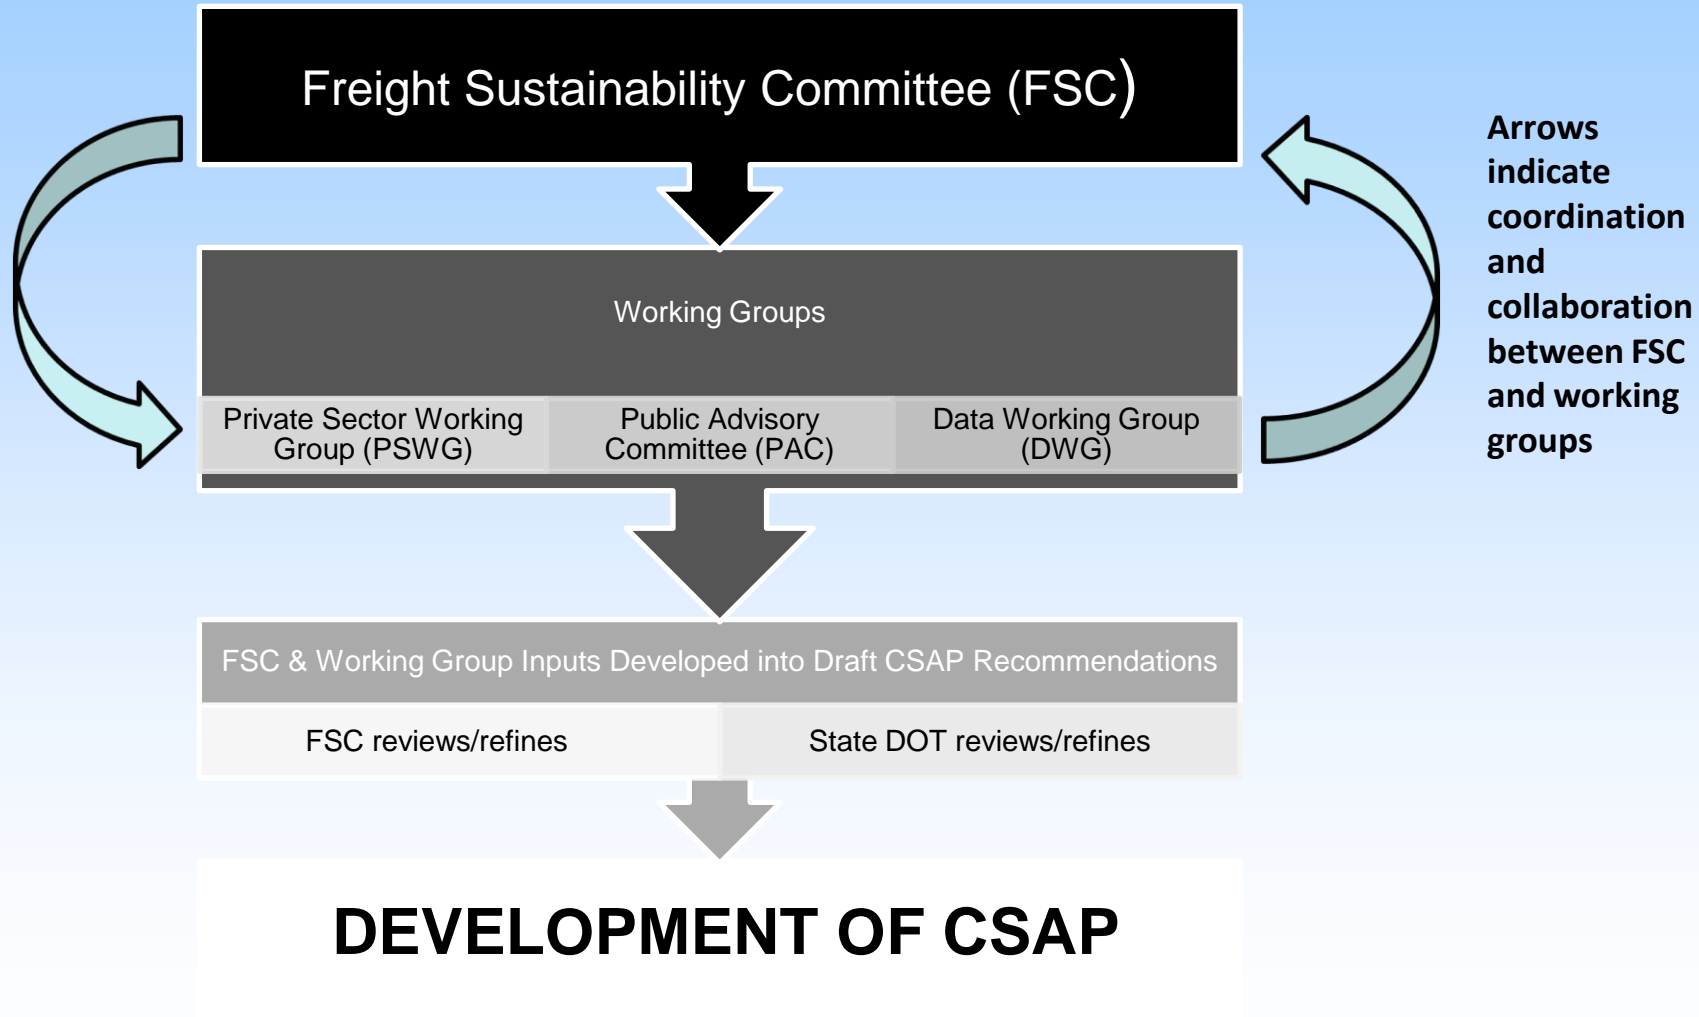 Freight Sustainability Committee (FSC)
Arrows
indicate
coordination
and
collaboration
between FSC
and working
groups
Working Groups
Private Sector Working
Group (PSWG)
Public Advisory
Committee (PAC)
Data Working Group
(DWG)
FSC & Working Group Inputs Developed into Draft CSAP Recommendations
FSC reviews/refines
State DOT reviews/refines
DEVELOPMENT OF CSAP